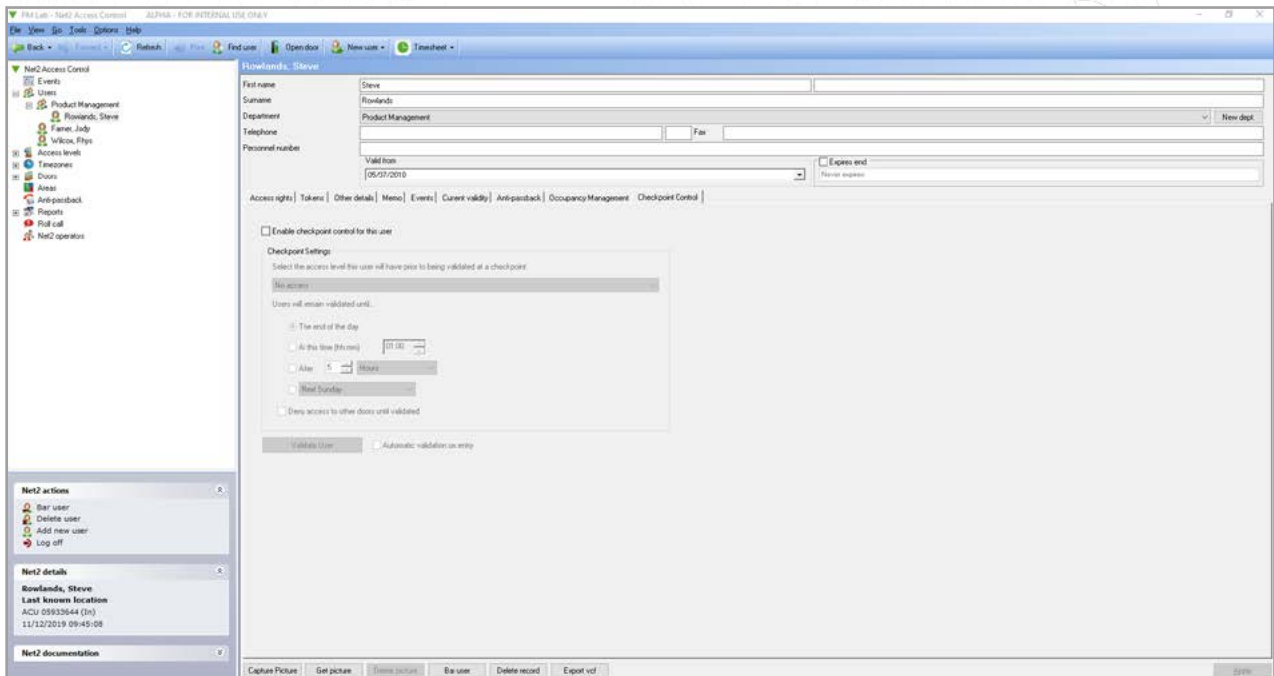 FM Lab - Net2 Access Control ALPHA - FOR INTERNAL USE ONLY
File View Go Tools Options Help
Back Forward Refresh Print Find user Open door New user Timesheet
Net2 Access Control
Events
Users
Product Management
Rowlands, Steve
Farner, Jody
Wilcox, Rhys
Access levels
Timezones
Doors
Areas
Anti-passback
Reports
Roll call
Net2 operators
Net2 actions
Bar user
Delete user
Add new user
Log off
Net2 details
Rowlands, Steve
Last known location
ACU 05933644 (In)
11/12/2019 09:45:08
Net2 documentation
Rowlands, Steve
First name Steve
Surname Rowlands
Department Product Management New dept.
Telephone Fax
Personnel number
Valid from Expires end
05/07/2010 Never expires
Access rights Tokens Other details Memo Events Current validity Anti-passback Occupancy Management Checkpoint Control
Enable checkpoint control for this user
Checkpoint Settings
Select the access level this user will have prior to being validated at a checkpoint
No access
Users will remain validated until...
The end of the day
At this time (hh:mm) 01:00
After 5 Hours
Next Sunday
Deny access to other doors until validated
Validate User Automatic validation on entry
Capture Picture Get picture Delete picture Bar user Delete record Export vcf Apply